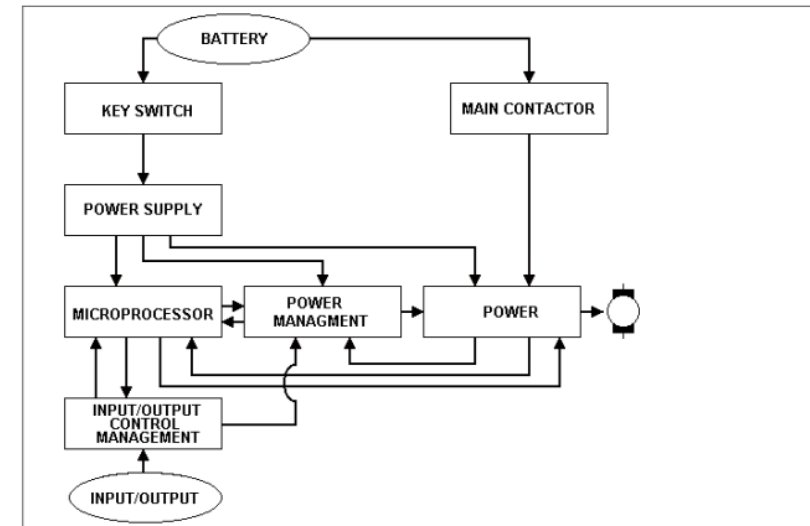 BATTERY
KEY SWITCH
MAIN CONTACTOR
POWER SUPPLY
MICROPROCESSOR
POWER
MANAGMENT
POWER
INPUT/OUTPUT
CONTROL
MANAGEMENT
INPUT/OUTPUT